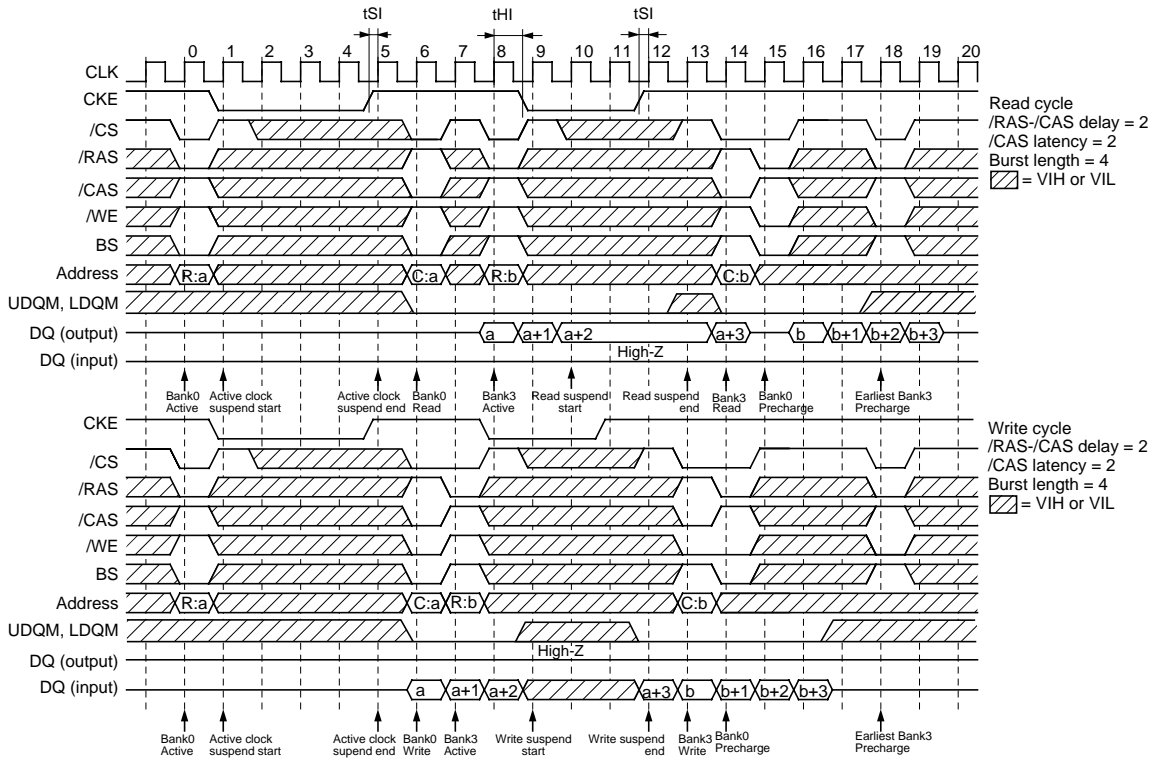 tSI tHI tSI
0 1 2 3 4 5 6 7 8 9 10 11 12 13 14 15 16 17 18 19 20
CLK
CKE
/CS
/RAS
/CAS
/WE
BS
Address R:a C:a R:b C:b
UDQM, LDQM
DQ (output) a a+1 a+2 a+3 b b+1 b+2 b+3
High-Z
DQ (input)
Read cycle
/RAS-/CAS delay = 2
/CAS latency = 2
Burst length = 4
= VIH or VIL
Bank0 Active clock Active clock Bank0 Bank3 Read suspend Read suspend Bank3 Bank0 Earliest Bank3
Active suspend start suspend end Read Active start end Read Precharge Precharge
CKE
/CS
/RAS
/CAS
/WE
BS
Address R:a C:a R:b C:b
UDQM, LDQM
High-Z
DQ (output)
DQ (input) a a+1 a+2 a+3 b b+1 b+2 b+3
Write cycle
/RAS-/CAS delay = 2
/CAS latency = 2
Burst length = 4
= VIH or VIL
Bank0 Active clock Active clock Bank0 Bank3 Write suspend Write suspend Bank3 Bank0 Earliest Bank3
Active suspend start supend end Write Active start end Write Precharge Precharge